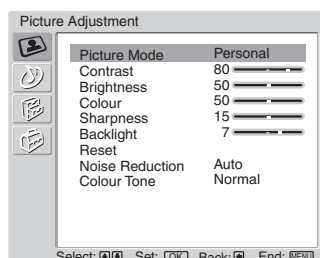 Picture Adjustment
Picture Mode Personal
Contrast 80
Brightness 50
Colour 50
Sharpness 15
Backlight 7
Reset
Noise Reduction Auto
Colour Tone Normal
Select: Set: OK Back: End: MENU